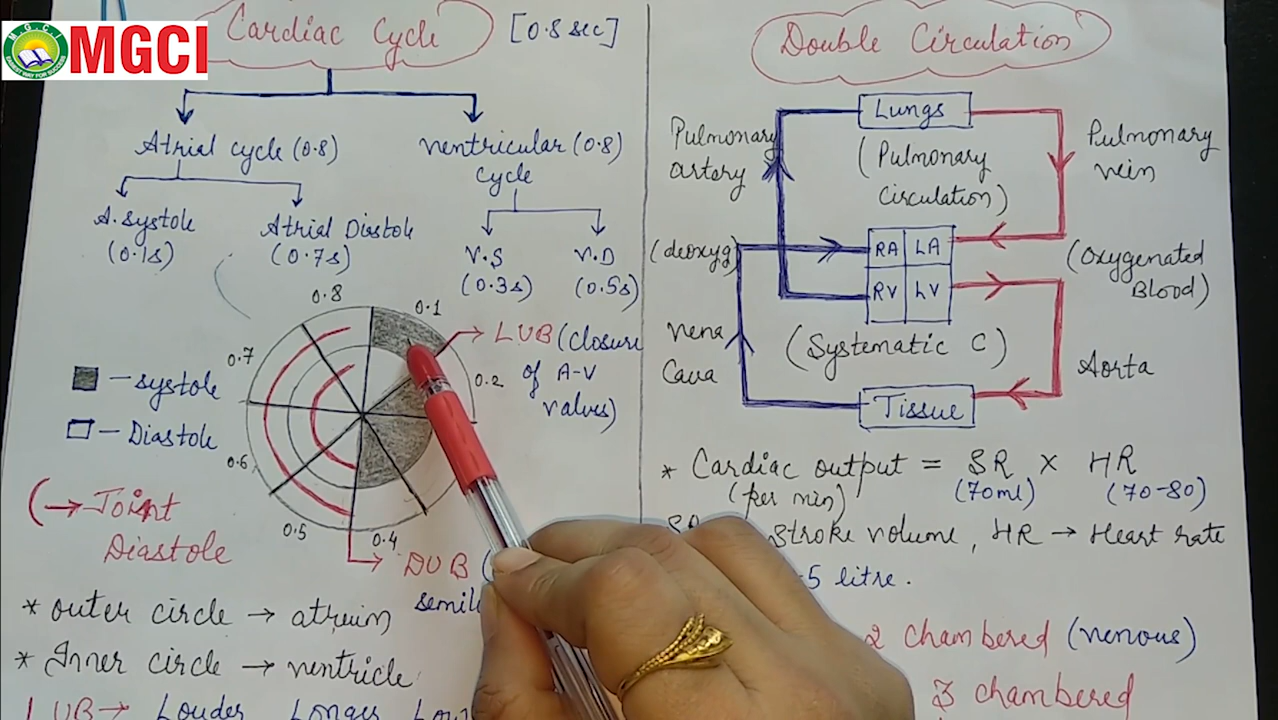 M.G.C.I
MGCI
Cardiac Cycle
[0.8 sec]
Atrial cycle (0.8)
ventricular (0.8)
cycle
A. systole
(0.1s)
Atrial Diastole
(0.7s)
V.S
(0.3s)
V.D
(0.5s)
0.8
0.1
0.7
0.2
0.6
0.5
0.4
LUB (closure
of A-V
valves)
– systole
– Diastole
( → Joint
Diastole
DUB (
semil
* outer circle → atrium
* Inner circle → ventricle
LUB → Louder Longer Low
Double Circulation
Lungs
(Pulmonary
Circulation)
Pulmonary
artery
Pulmonary
vein
(deoxyg)
RA LA
RV LV
(Oxygenated
Blood)
(Systematic C)
Vena
Cava
Aorta
Tissue
* Cardiac output = SR × HR
(per min) (70ml) (70-80)
Stroke volume, HR → Heart rate
5 litre.
2 chambered (venous)
3 chambered